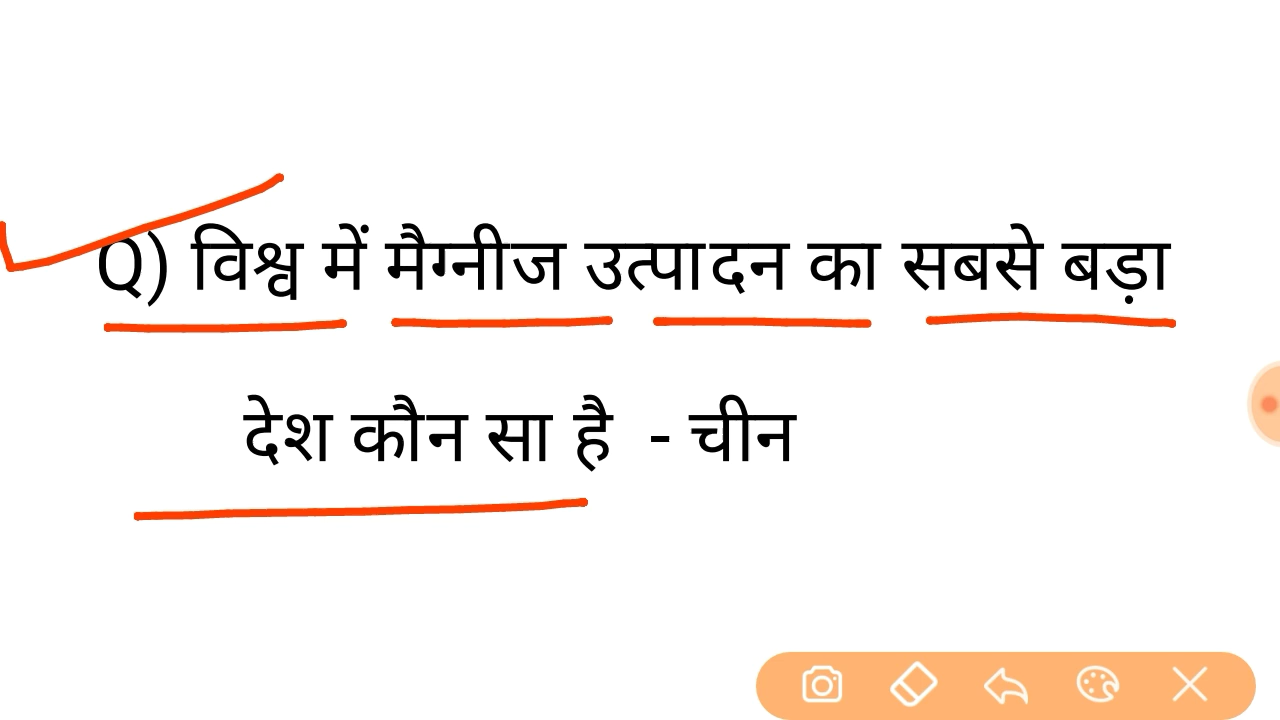 Q) विश्व में मैग्नीज उत्पादन का सबसे बड़ा
देश कौन सा है - चीन